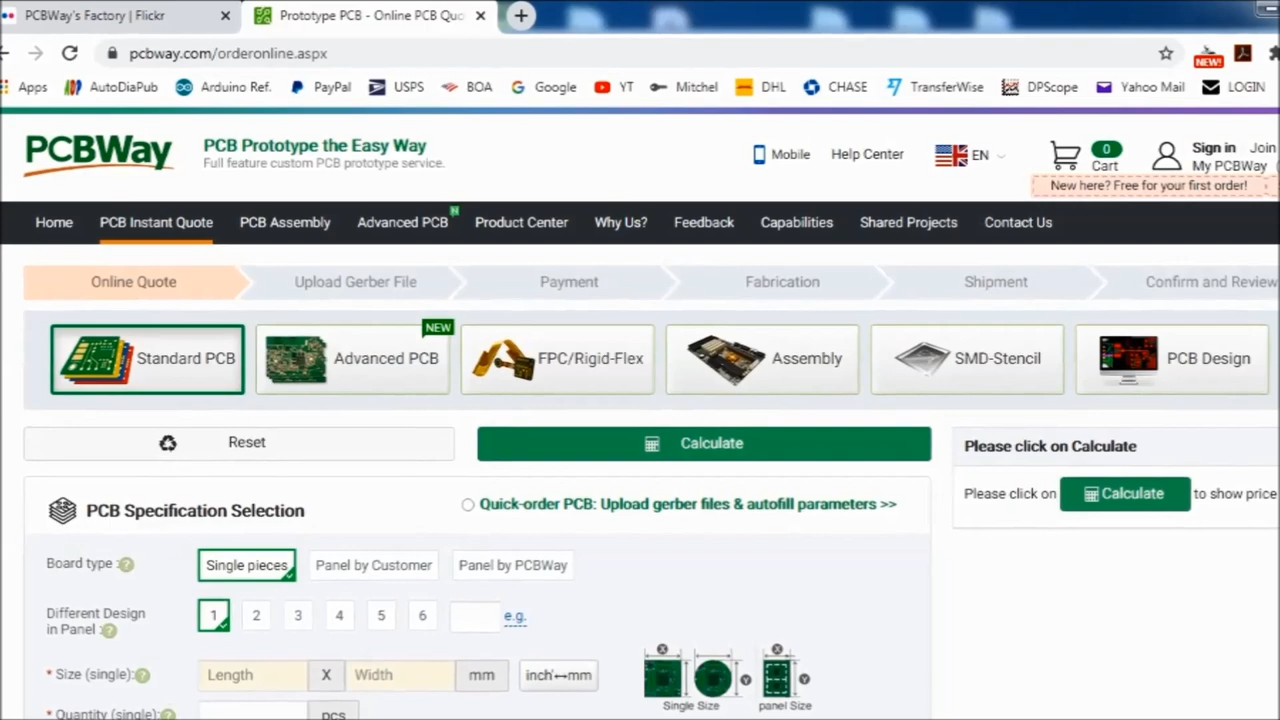 PCBWay's Factory | Flickr
Prototype PCB - Online PCB Quo
pcbway.com/orderonline.aspx
NEW!
Apps AutoDiaPub Arduino Ref. PayPal USPS BOA Google YT Mitchel DHL CHASE TransferWise DPScope Yahoo Mail LOGIN
PCBWay
PCB Prototype the Easy Way
Full feature custom PCB prototype service.
Mobile Help Center EN 0 Cart Sign in Join
My PCBWay
New here? Free for your first order!
Home PCB Instant Quote PCB Assembly Advanced PCB N Product Center Why Us? Feedback Capabilities Shared Projects Contact Us
Online Quote Upload Gerber File Payment Fabrication Shipment Confirm and Review
NEW
Standard PCB Advanced PCB FPC/Rigid-Flex Assembly SMD-Stencil PCB Design
Reset Calculate
Please click on Calculate
Please click on Calculate to show price
PCB Specification Selection
Quick-order PCB: Upload gerber files & autofill parameters >>
Board type : ? Single pieces Panel by Customer Panel by PCBWay
Different Design
in Panel : ? 1 2 3 4 5 6 e.g.
* Size (single): ? Length X Width mm inch↔mm
X Y X Y
Single Size panel Size
* Quantity (single): ? pcs